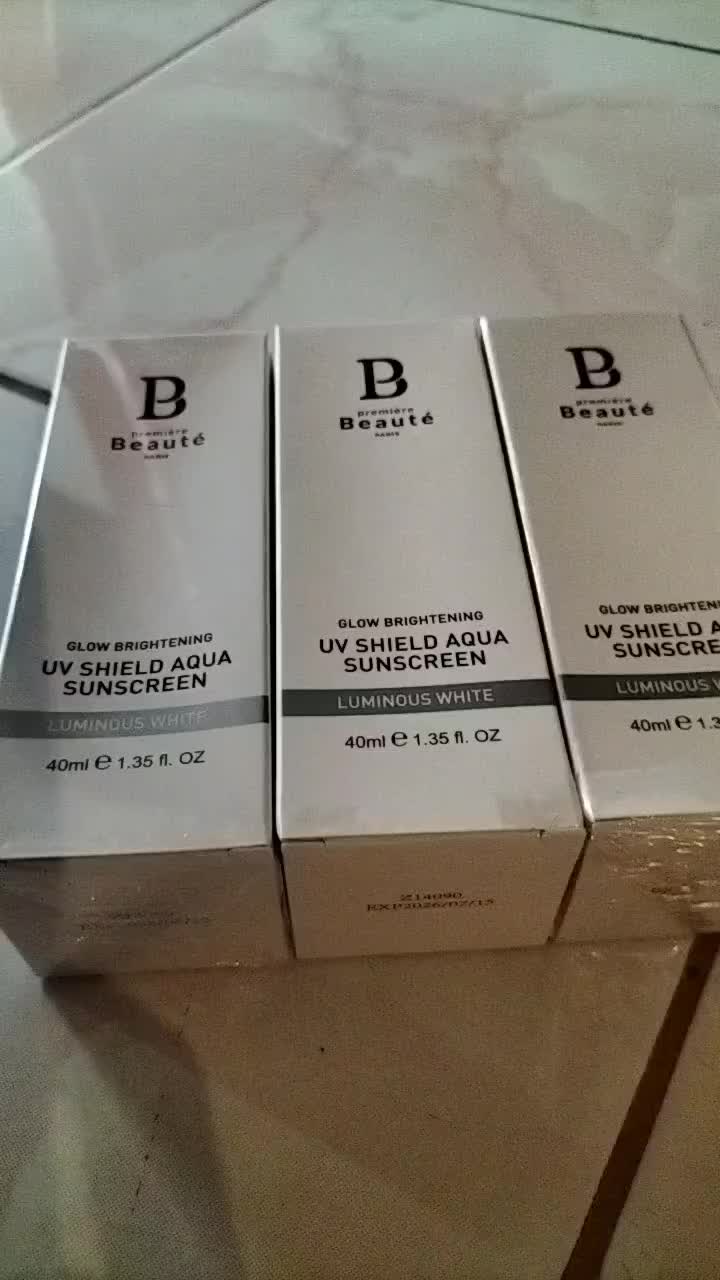 B
première
Beauté
PARIS
GLOW BRIGHTENING
UV SHIELD AQUA
SUNSCREEN
LUMINOUS WHITE
40ml e 1.35 fl. OZ
B
première
Beauté
PARIS
GLOW BRIGHTENING
UV SHIELD AQUA
SUNSCREEN
LUMINOUS WHITE
40ml e 1.35 fl. OZ
Z14090
EXP2026/02/15
B
première
Beauté
PARIS
GLOW BRIGHTENI
UV SHIELD A
SUNSCRE
LUMINOUS W
40ml e 1.3